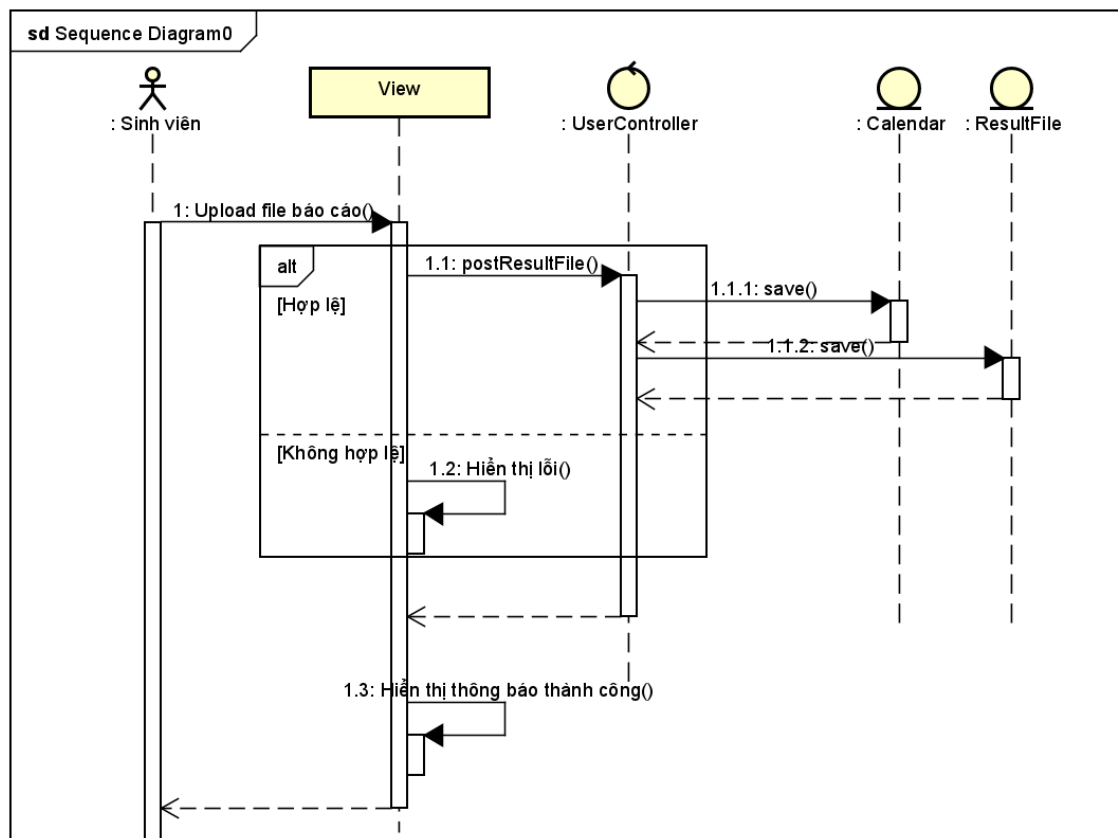 sd Sequence Diagram0
View
: Sinh viên
: UserController
: Calendar
: ResultFile
1: Upload file báo cáo()
alt
1.1: postResultFile()
[Hợp lệ]
1.1.1: save()
1.1.2: save()
[Không hợp lệ]
1.2: Hiển thị lỗi()
1.3: Hiển thị thông báo thành công()